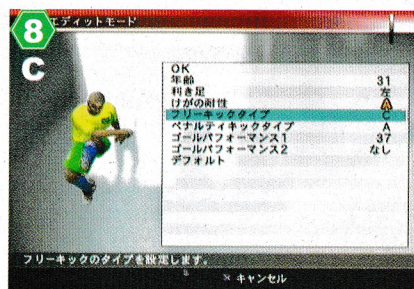 8
エディットモード
C
OK
年齢 31
利き足 左
けがの耐性 A
フリーキックタイプ C
ペナルティキックタイプ A
ゴールパフォーマンス1 37
ゴールパフォーマンス2 なし
デフォルト
フリーキックのタイプを設定します。
× キャンセル